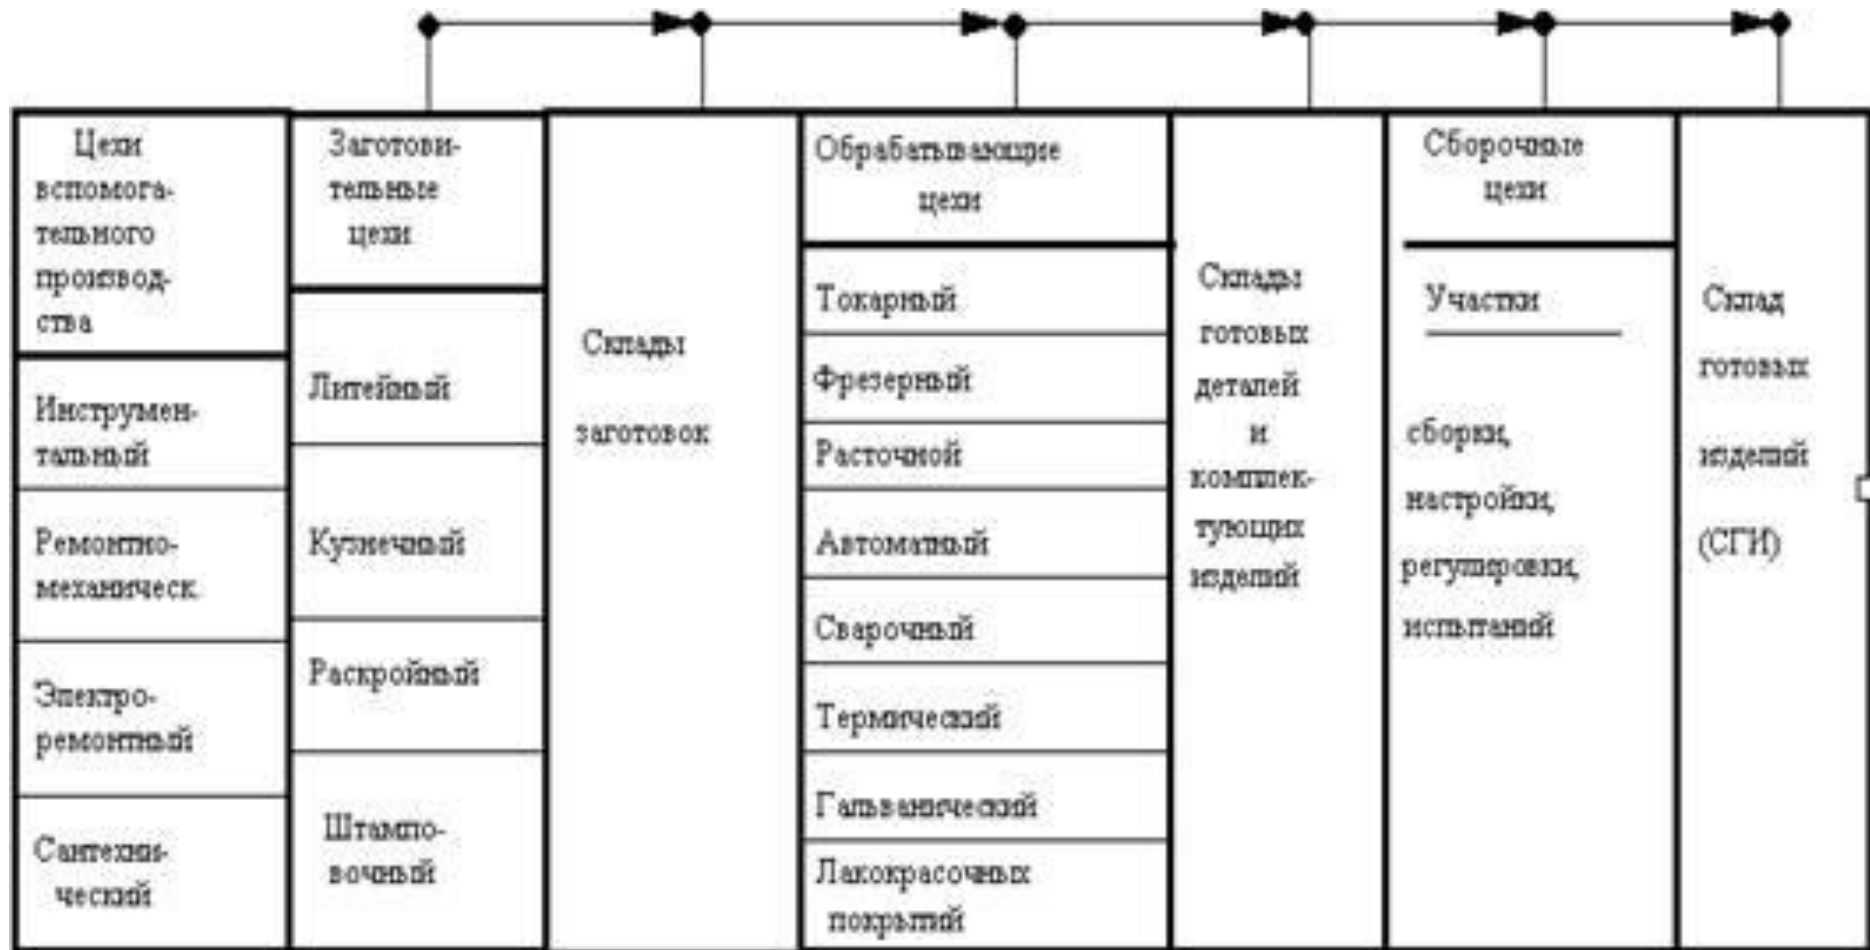 Цехи
вспомога-
тельного
производ-
ства
Инструмен-
тальный
Ремонтно-
механическ.
Электро-
ремонтный
Сантехни-
ческий
Заготови-
тельные
цехи
Литейный
Кузнечный
Раскройный
Штампо-
вочный
Склады
заготовок
Обрабатывающие
цехи
Токарный
Фрезерный
Расточной
Автоматный
Сварочный
Термический
Гальванический
Лакокрасочных
покрытий
Склады
готовых
деталей
и
комплек-
тующих
изделий
Сборочные
цехи
Участки
сборки,
настройки,
регулировки,
испытаний
Склад
готовых
изделий
(СГИ)